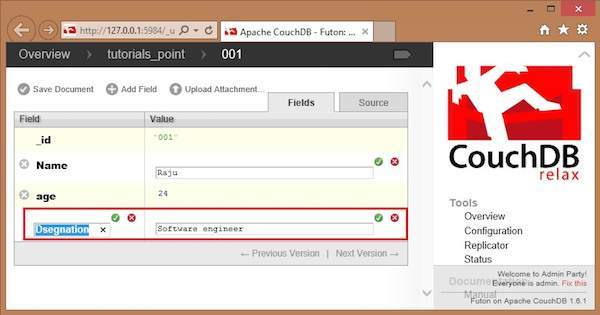 http://127.0.0.1:5984/_u
Apache CouchDB - Futon: ...
Overview
tutorials_point
001
Save Document
Add Field
Upload Attachment...
Fields
Source
Field
Value
_id
"001"
Name
Raju
age
24
Dsegnation
Software engineer
← Previous Version | Next Version →
CouchDB
relax
Tools
Overview
Configuration
Replicator
Status
Documentation
Manual
Welcome to Admin Party!
Everyone is admin. Fix this
Futon on Apache CouchDB 1.6.1